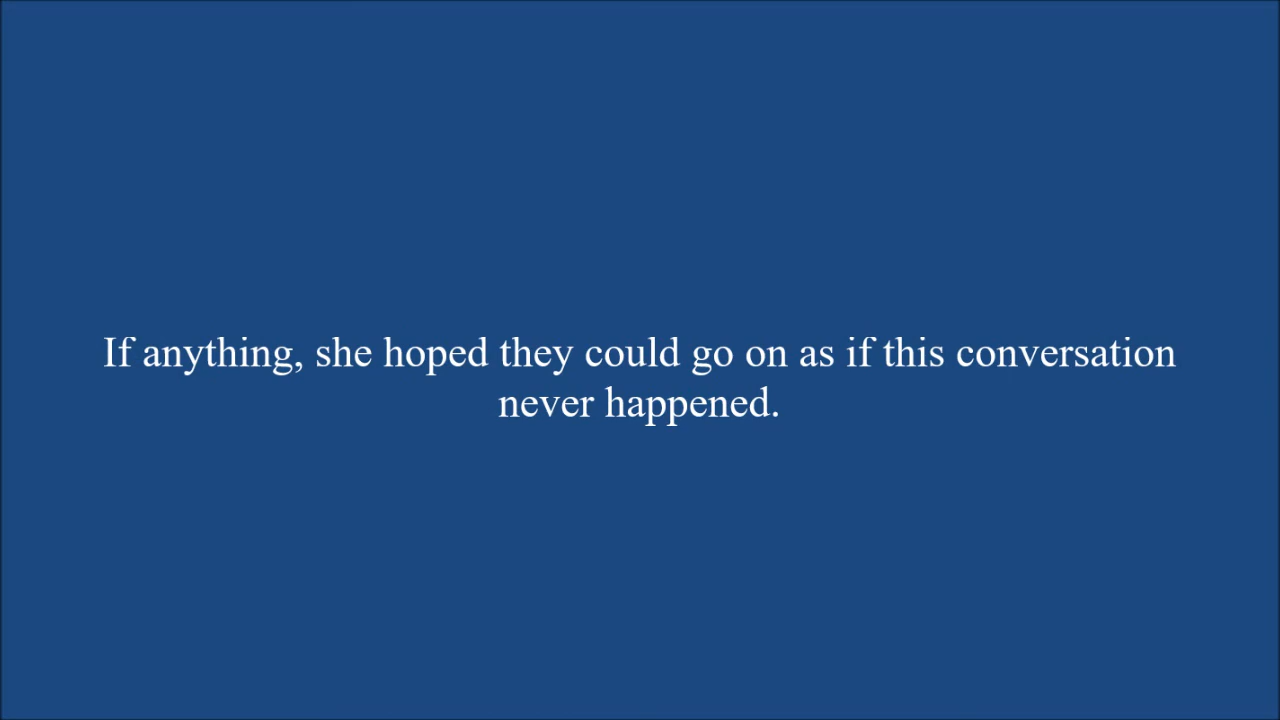 If anything, she hoped they could go on as if this conversation
never happened.